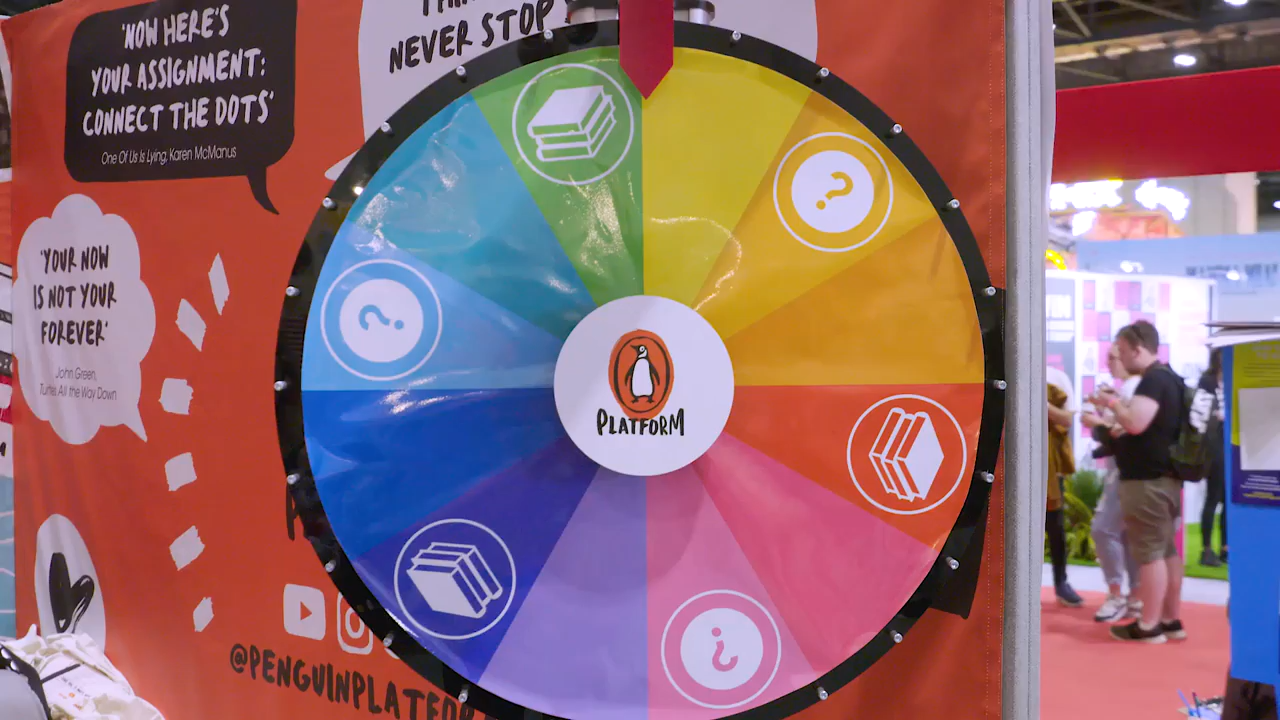 'NOW HERE'S
YOUR ASSIGNMENT:
CONNECT THE DOTS'
One Of Us Is Lying, Karen McManus
NEVER STOP
'YOUR NOW
IS NOT YOUR
FOREVER'
John Green,
Turtles All the Way Down
?
?
?
PLATFORM
@PENGUINPLATFOR